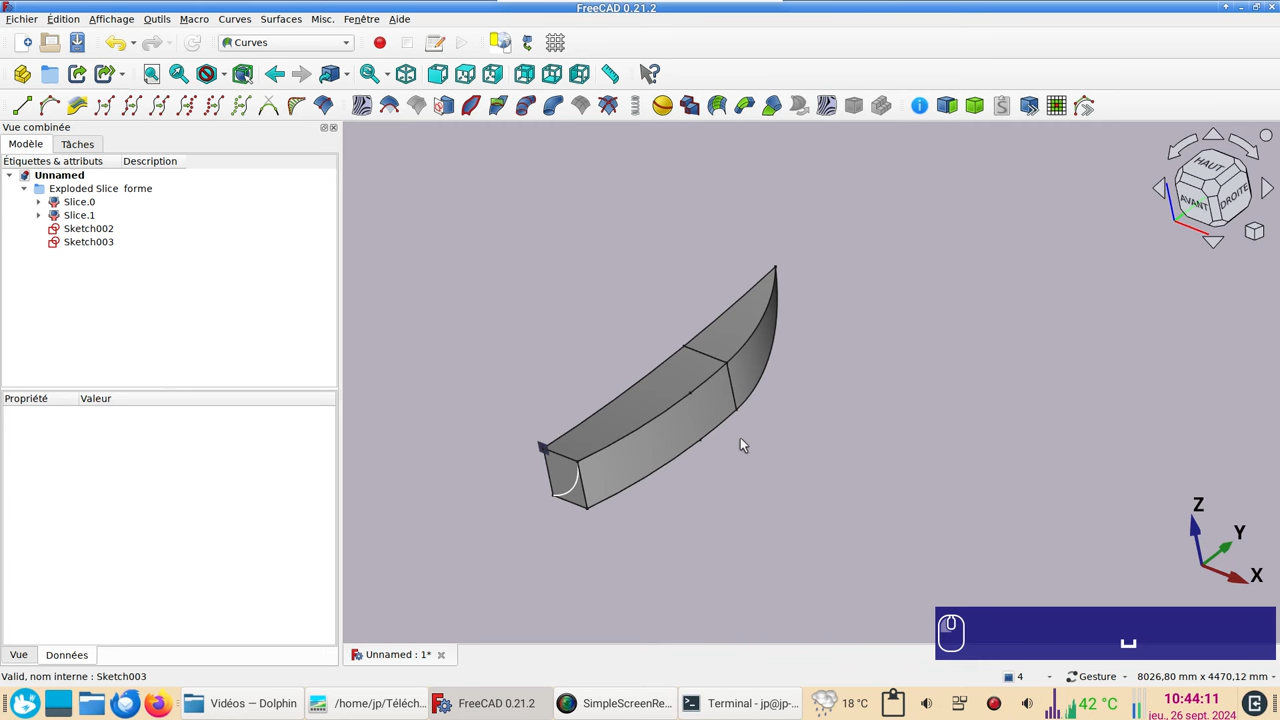 FreeCAD 0.21.2
Fichier Édition Affichage Outils Macro Curves Surfaces Misc. Fenêtre Aide
Curves
Vue combinée
Modèle Tâches
Étiquettes & attributs Description
Unnamed
Exploded Slice forme
Slice.0
Slice.1
Sketch002
Sketch003
Propriété Valeur
HAUT
AVANT
DROITE
Z
Y
X
Vue Données
Unnamed : 1*
Valid, nom interne : Sketch003
4 Gesture 8026,80 mm x 4470,12 mm
Vidéos — Dolphin
/home/jp/Téléch...
FreeCAD 0.21.2
SimpleScreenRe...
Terminal - jp@jp-...
18 °C
42 °C
10:44:11
jeu., 26 sept. 2024